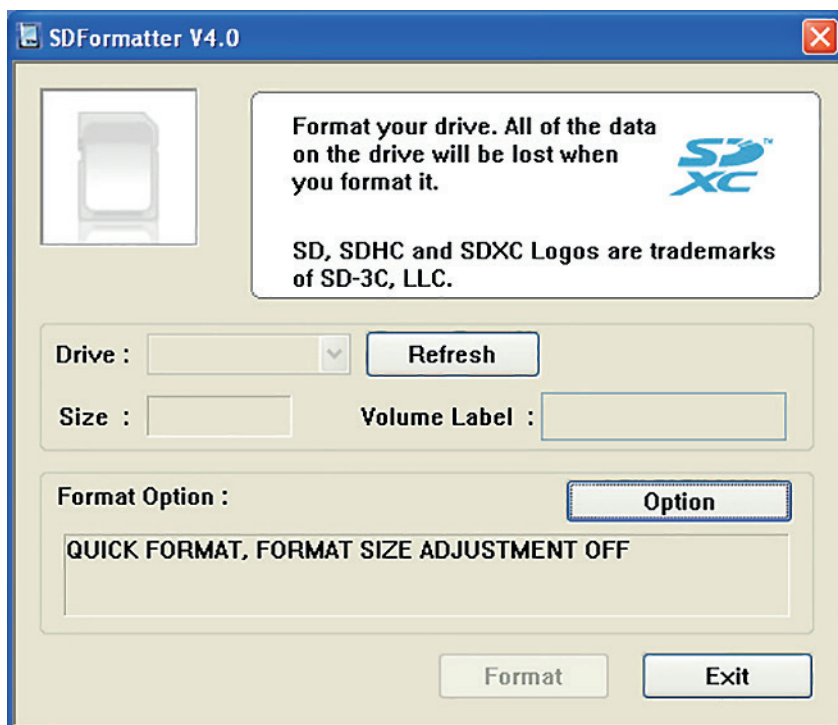 SDFormatter V4.0
Format your drive. All of the data
on the drive will be lost when
you format it.
SD XC ™
SD, SDHC and SDXC Logos are trademarks
of SD-3C, LLC.
Drive : Refresh
Size : Volume Label :
Format Option : Option
QUICK FORMAT, FORMAT SIZE ADJUSTMENT OFF
Format Exit